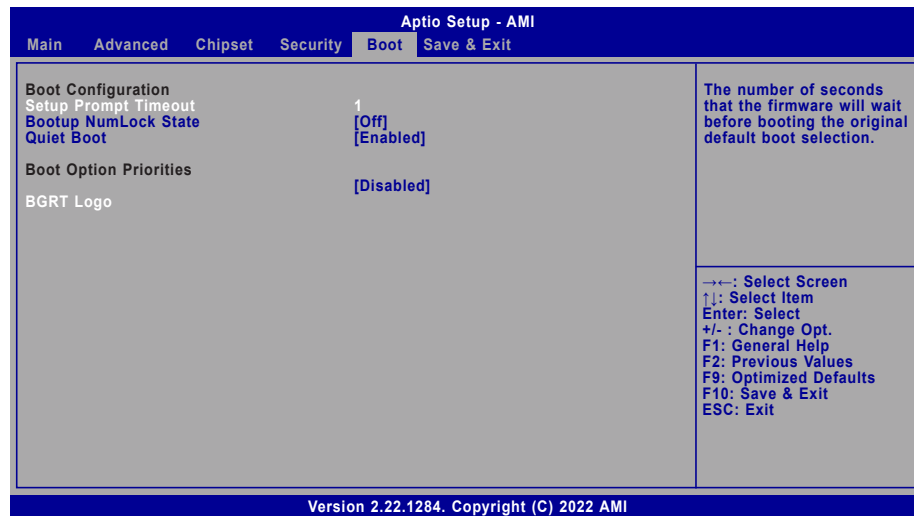 Aptio Setup - AMI
Main Advanced Chipset Security Boot Save & Exit
Boot Configuration
Setup Prompt Timeout 1
Bootup NumLock State [Off]
Quiet Boot [Enabled]
Boot Option Priorities
[Disabled]
BGRT Logo
The number of seconds
that the firmware will wait
before booting the original
default boot selection.
→←: Select Screen
↑↓: Select Item
Enter: Select
+/- : Change Opt.
F1: General Help
F2: Previous Values
F9: Optimized Defaults
F10: Save & Exit
ESC: Exit
Version 2.22.1284. Copyright (C) 2022 AMI